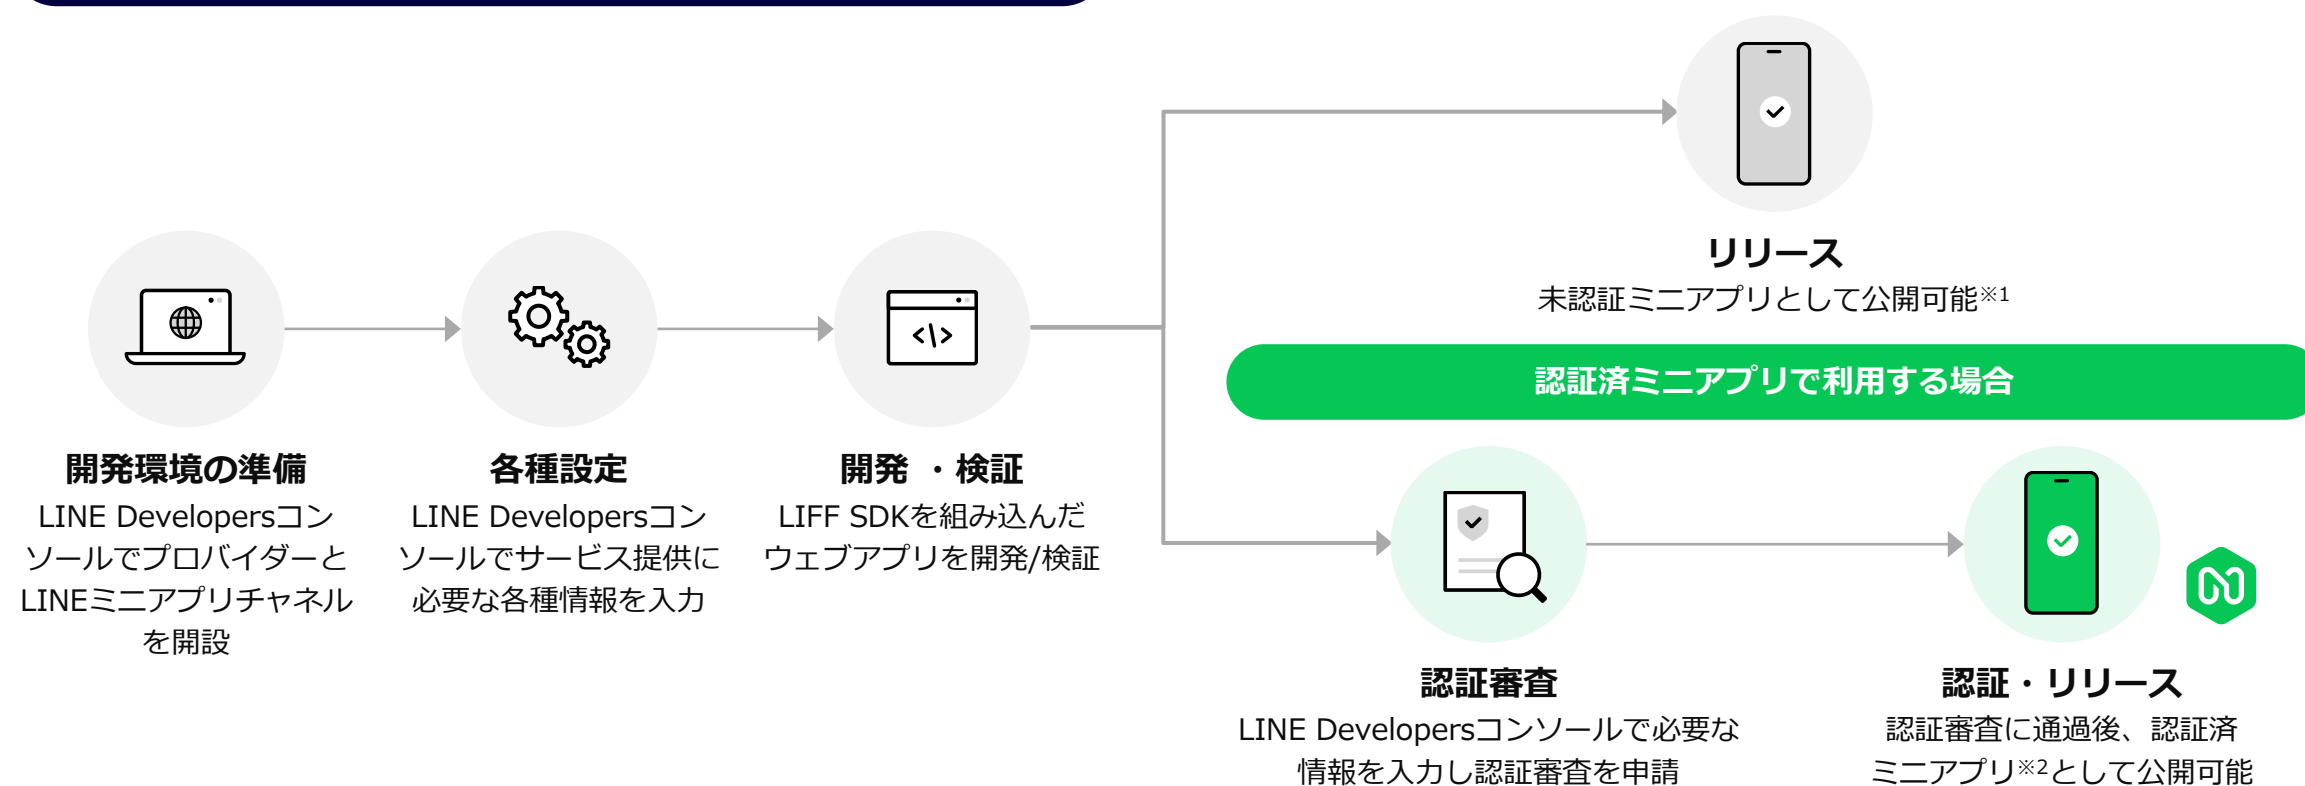 リリース
未認証ミニアプリとして公開可能※1
認証済ミニアプリで利用する場合
</>
開発環境の準備
LINE Developersコン
ソールでプロバイダーと
LINEミニアプリチャネル
を開設
各種設定
LINE Developersコン
ソールでサービス提供に
必要な各種情報を入力
開発 ・検証
LIFF SDKを組み込んだ
ウェブアプリを開発/検証
認証審査
LINE Developersコンソールで必要な
情報を入力し認証審査を申請
認証・リリース
認証審査に通過後、認証済
ミニアプリ※2として公開可能